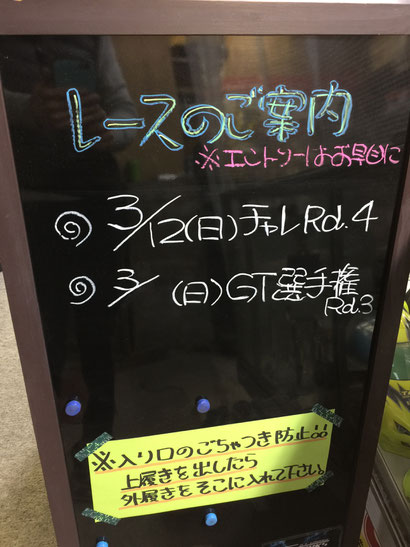 レースのご案内
※エントリーはお早目に
◎ 3/12(日)チャレRd.4
◎ 3/ (日)GT選手権
Rd.3
※入り口のごちゃつき防止!!
上履きを出したら
外履きをそこに入れて下さい。